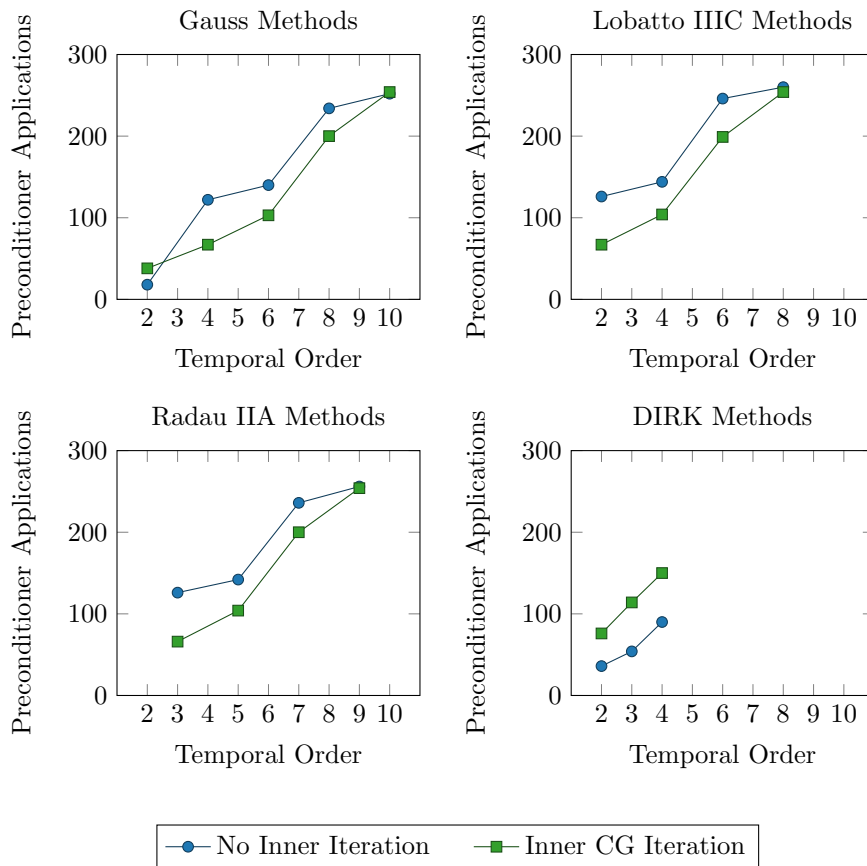 Gauss Methods
Preconditioner Applications
300
200
100
0
2 3 4 5 6 7 8 9 10
Temporal Order
Lobatto IIIC Methods
Preconditioner Applications
300
200
100
0
2 3 4 5 6 7 8 9 10
Temporal Order
Radau IIA Methods
Preconditioner Applications
300
200
100
0
2 3 4 5 6 7 8 9 10
Temporal Order
DIRK Methods
Preconditioner Applications
300
200
100
0
2 3 4 5 6 7 8 9 10
Temporal Order
No Inner Iteration
Inner CG Iteration